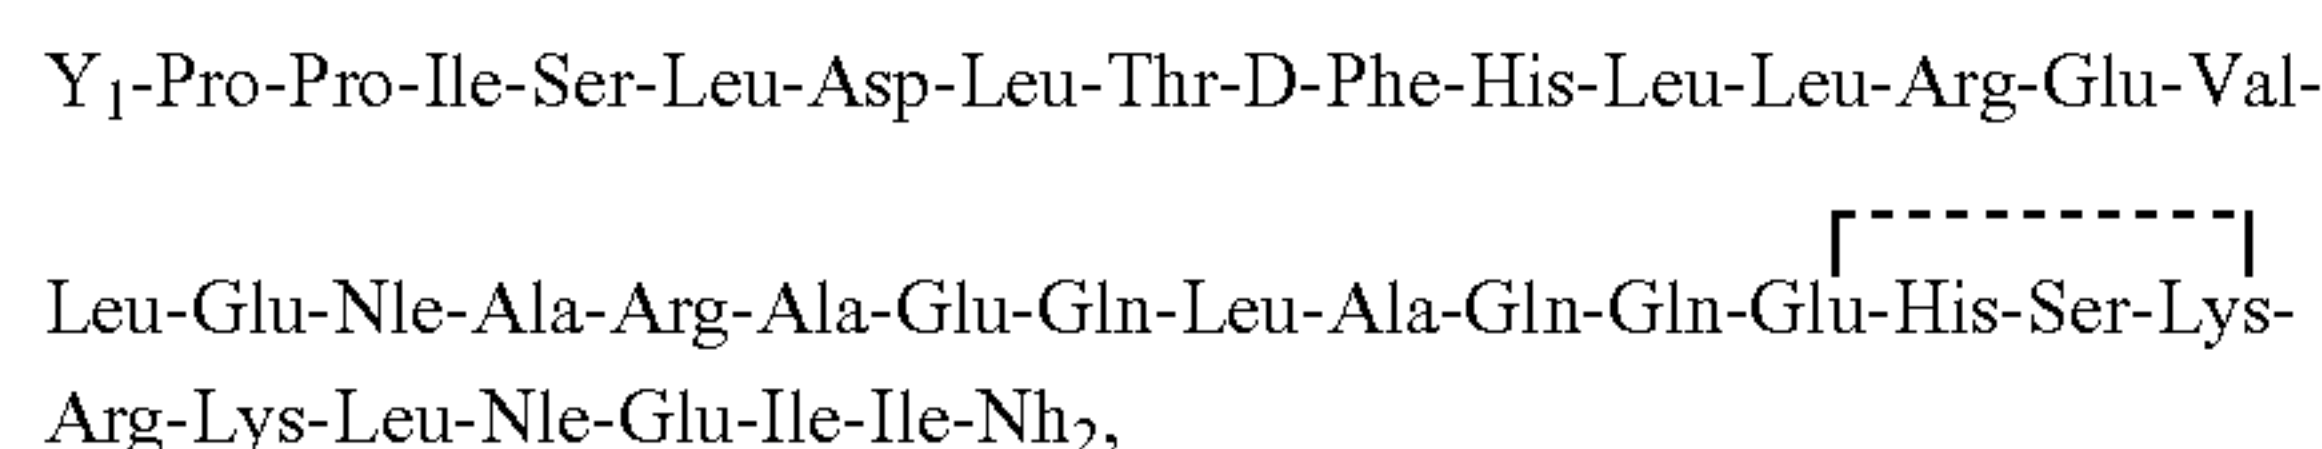 Y₁-Pro-Pro-Ile-Ser-Leu-Asp-Leu-Thr-D-Phe-His-Leu-Leu-Arg-Glu-Val-
Leu-Glu-Nle-Ala-Arg-Ala-Glu-Gln-Leu-Ala-Gln-Gln-Glu-His-Ser-Lys-
Arg-Lys-Leu-Nle-Glu-Ile-Ile-Nh₂,